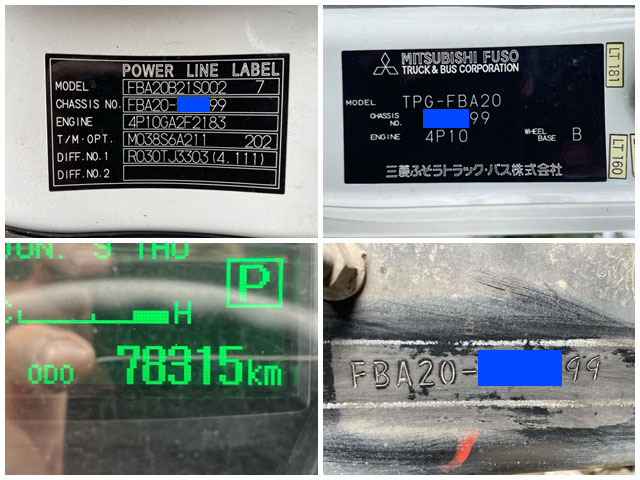 POWER LINE LABEL
MODEL FBA20B21S002 7
CHASSIS NO. FBA20- 99
ENGINE 4P10GA2F2183
T/M·OPT. M038S6A211 202
DIFF.NO.1 R030TJ3303(4.111)
DIFF.NO.2
MITSUBISHI FUSO
TRUCK & BUS CORPORATION
MODEL TPG-FBA20
CHASSIS NO. 99
ENGINE 4P10 WHEEL BASE B
三菱ふそうトラック・バス株式会社
LT181
LT160
JUN. 9 THU
P
C H
ODO 78315km
FBA20- 99